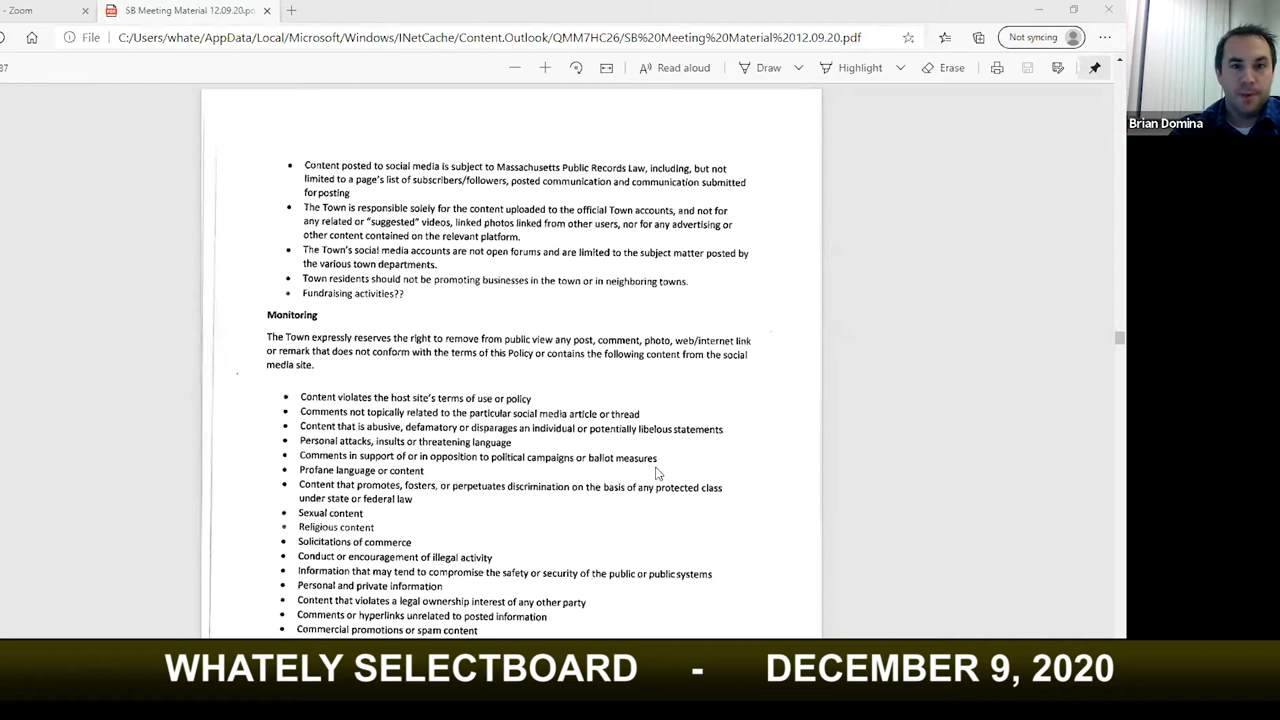 - Zoom
SB Meeting Material 12.09.20.po
File
C:/Users/whate/AppData/Local/Microsoft/Windows/INetCache/Content.Outlook/QMM7HC26/SB%20Meeting%20Material%2012.09.20.pdf
Not syncing
37
Read aloud
Draw
Highlight
Erase
Brian Domina
• Content posted to social media is subject to Massachusetts Public Records Law, including, but not
limited to a page's list of subscribers/followers, posted communication and communication submitted
for posting
• The Town is responsible solely for the content uploaded to the official Town accounts, and not for
any related or "suggested" videos, linked photos linked from other users, nor for any advertising or
other content contained on the relevant platform.
• The Town's social media accounts are not open forums and are limited to the subject matter posted by
the various town departments.
• Town residents should not be promoting businesses in the town or in neighboring towns.
• Fundraising activities??
Monitoring
The Town expressly reserves the right to remove from public view any post, comment, photo, web/internet link
or remark that does not conform with the terms of this Policy or contains the following content from the social
media site.
• Content violates the host site's terms of use or policy
• Comments not topically related to the particular social media article or thread
• Content that is abusive, defamatory or disparages an individual or potentially libelous statements
• Personal attacks, insults or threatening language
• Comments in support of or in opposition to political campaigns or ballot measures
• Profane language or content
• Content that promotes, fosters, or perpetuates discrimination on the basis of any protected class
under state or federal law
• Sexual content
• Religious content
• Solicitations of commerce
• Conduct or encouragement of illegal activity
• Information that may tend to compromise the safety or security of the public or public systems
• Personal and private information
• Content that violates a legal ownership interest of any other party
• Comments or hyperlinks unrelated to posted information
• Commercial promotions or spam content
WHATELY SELECTBOARD - DECEMBER 9, 2020